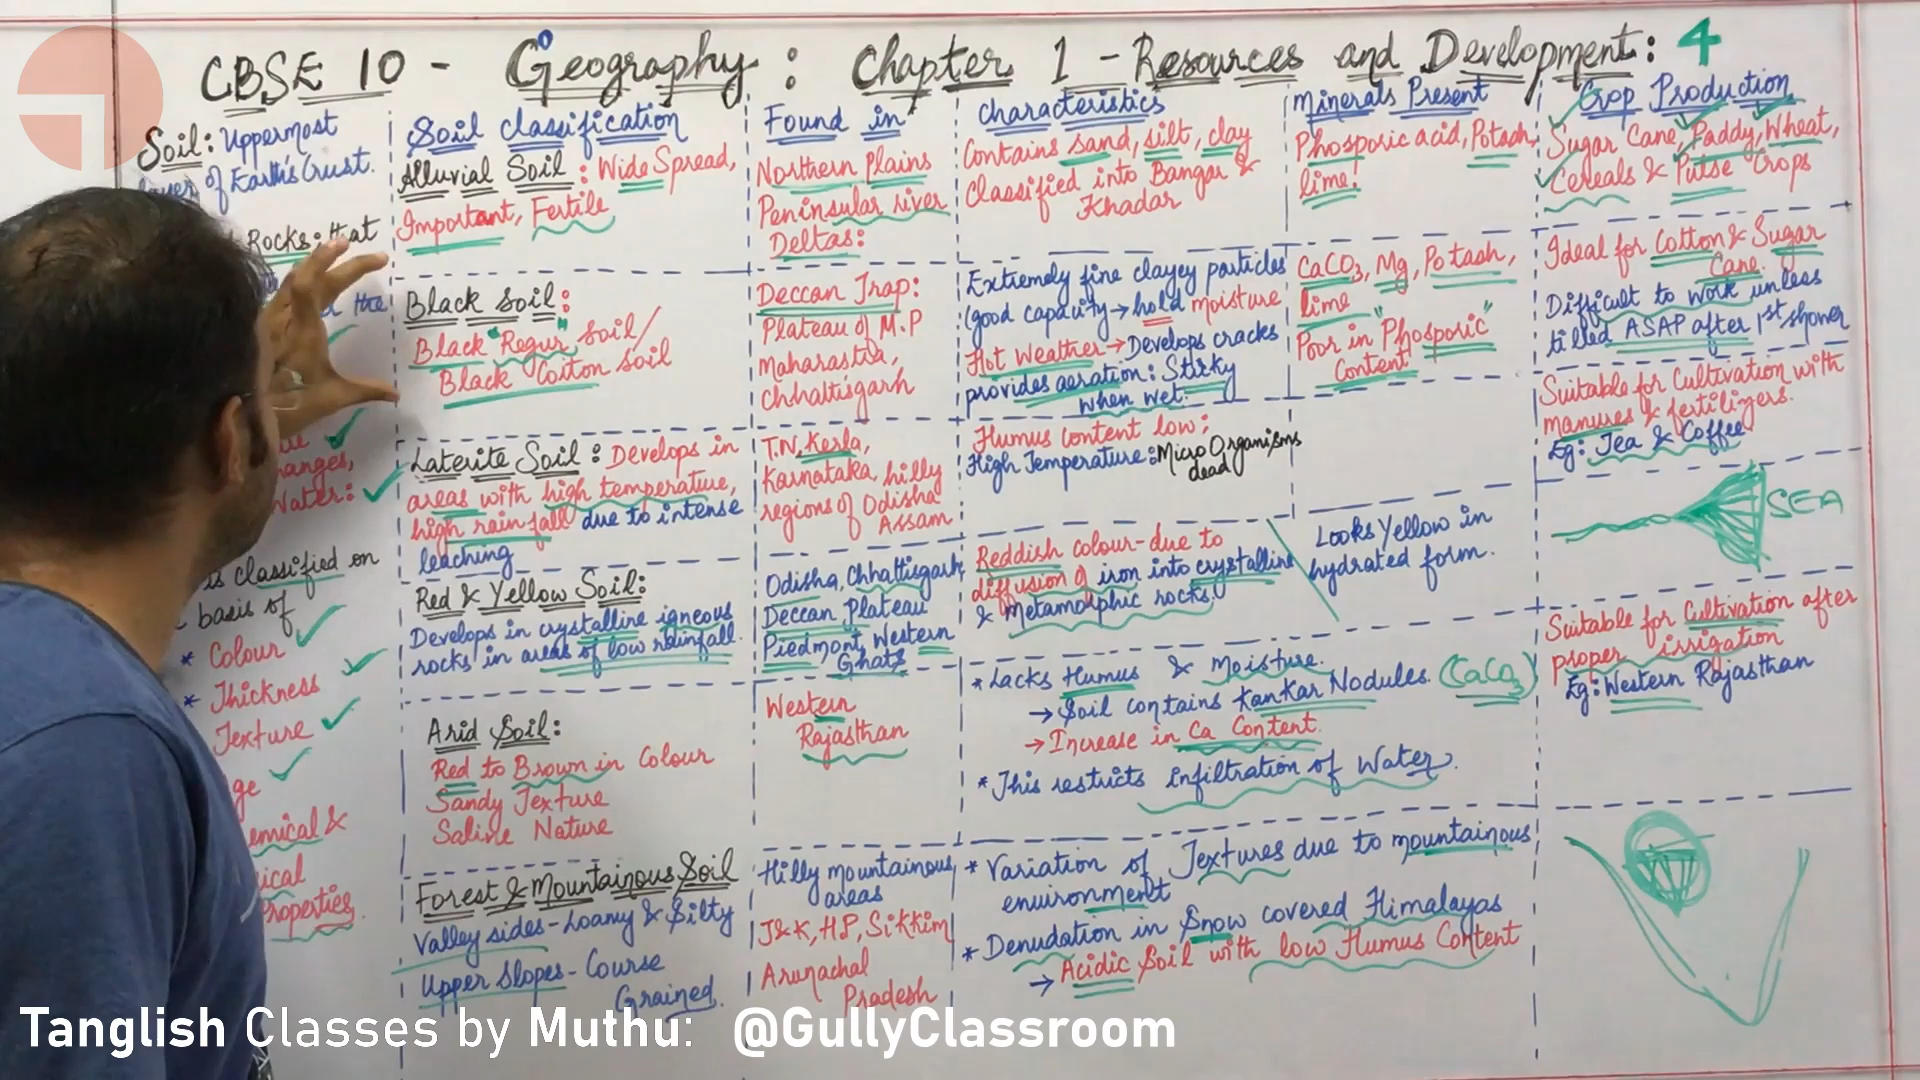 CBSE 10 - Geography : Chapter 1 - Resources and Development : 4
Soil: Uppermost
layer of Earth's Crust.
Rocks: that
the
anges,
Water:
is classified on
basis of
* Colour
* Thickness
Texture
ge
emical &
ical
Properties.
Soil Classification
Alluvial Soil : Wide Spread,
Important, Fertile
Black Soil:
Black "Regur" Soil/
Black Cotton Soil
Laterite Soil : Develops in
areas with high temperature,
high rainfall due to intense
leaching
Red & Yellow Soil:
Develops in crystalline igneous
rocks in areas of low rainfall.
Arid Soil:
Red to Brown in Colour
Sandy Texture
Saline Nature
Forest & Mountainous Soil
Valley sides - Loamy & Silty
Upper Slopes - Course
Grained.
Found in
Northern Plains
Peninsular river
Deltas:
Deccan Trap:
Plateau of M.P
Maharastra,
Chhaltisgarh
T.N, Kerla,
Karnataka, hilly
regions of Odisha
Assam
Odisha, Chhattisgarh,
Deccan Plateau
Piedmont, Western
Ghats
Western
Rajasthan
Hilly mountainous
areas
J&K, H.P, Sikkim
Arunachal
Pradesh
Characteristics
Contains sand, silt, clay
Classified into Bangar &
Khadar
Extremely fine clayey particles
(good capacity → hold moisture
Hot Weather → Develops cracks
provides aeration: Sticky
when wet.
Humus content low;
High Temperature: Micro Organisms
dead
Reddish colour - due to
diffusion of iron into crystalline
& Metamorphic rocks.
* Lacks Humus & Moisture.
→ Soil contains Kankar Nodules. (CaCO3)
→ Increase in Ca Content.
* This restricts infiltration of Water.
* Variation of Textures due to mountainous
environment
* Denudation in Snow covered Himalayas
→ Acidic Soil with low Humus Content
Minerals Present
Phosporic acid, Potash,
lime!
CaCO3, Mg, Potash,
lime
Poor in "Phosporic"
Content
Looks Yellow in
hydrated form.
Crop Production
Sugar Cane, Paddy, Wheat,
Cereals & Pulse Crops
Ideal for Cotton & Sugar
Cane.
Difficult to work unless
tilled ASAP after 1st shower
Suitable for Cultivation with
manures & fertilizers.
Eg: Tea & Coffee
SEA
Suitable for Cultivation after
proper irrigation
Eg: Western Rajasthan
Tanglish Classes by Muthu: @GullyClassroom